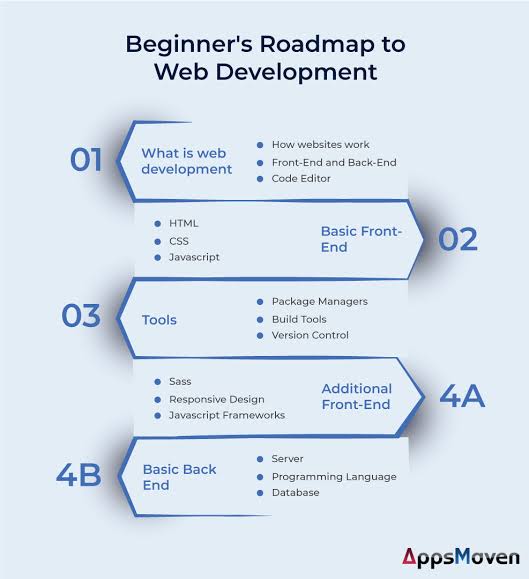 Beginner's Roadmap to
Web Development
01
What is web
development
How websites work
Front-End and Back-End
Code Editor
HTML
CSS
Javascript
Basic Front-
End
02
03
Tools
Package Managers
Build Tools
Version Control
Sass
Responsive Design
Javascript Frameworks
Additional
Front-End
4A
4B
Basic Back
End
Server
Programming Language
Database
AppsMaven